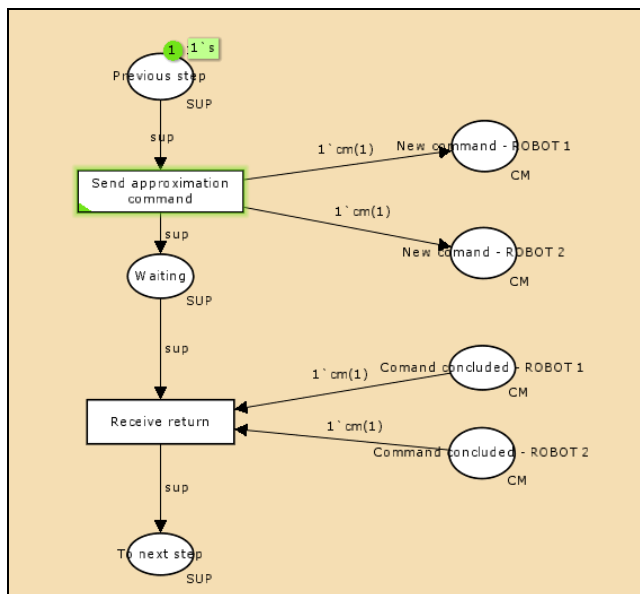 1 1`s
Previous step
SUP
sup
1`cm(1)
New command - ROBOT 1
CM
Send approximation
command
1`cm(1)
sup
New comand - ROBOT 2
CM
Waiting
SUP
sup
Comand concluded - ROBOT 1
1`cm(1)
CM
Receive return
1`cm(1)
Command concluded - ROBOT 2
CM
sup
To next step
SUP